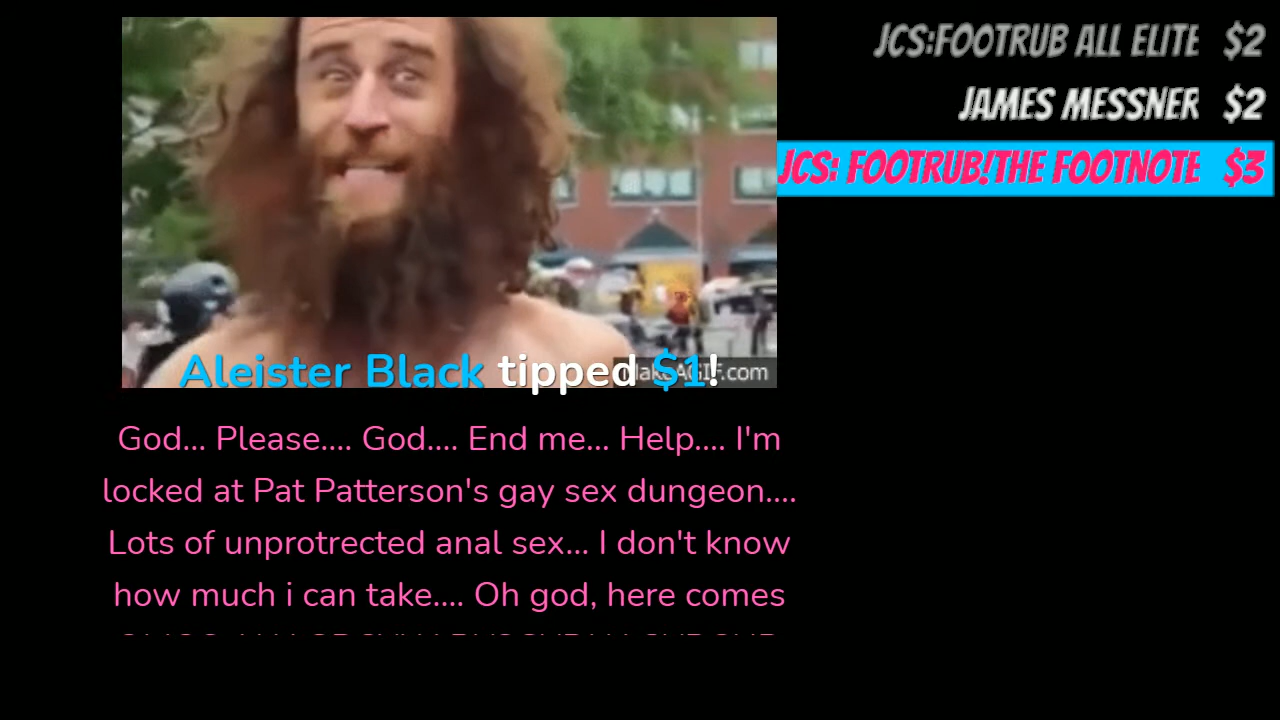 JCS:FOOTRUB ALL ELITE $2
JAMES MESSNER $2
JCS: FOOTRUB!THE FOOTNOTE $3
MakeAGIF.com
Aleister Black tipped $1!
God... Please.... God.... End me... Help.... I'm
locked at Pat Patterson's gay sex dungeon....
Lots of unprotrected anal sex... I don't know
how much i can take.... Oh god, here comes